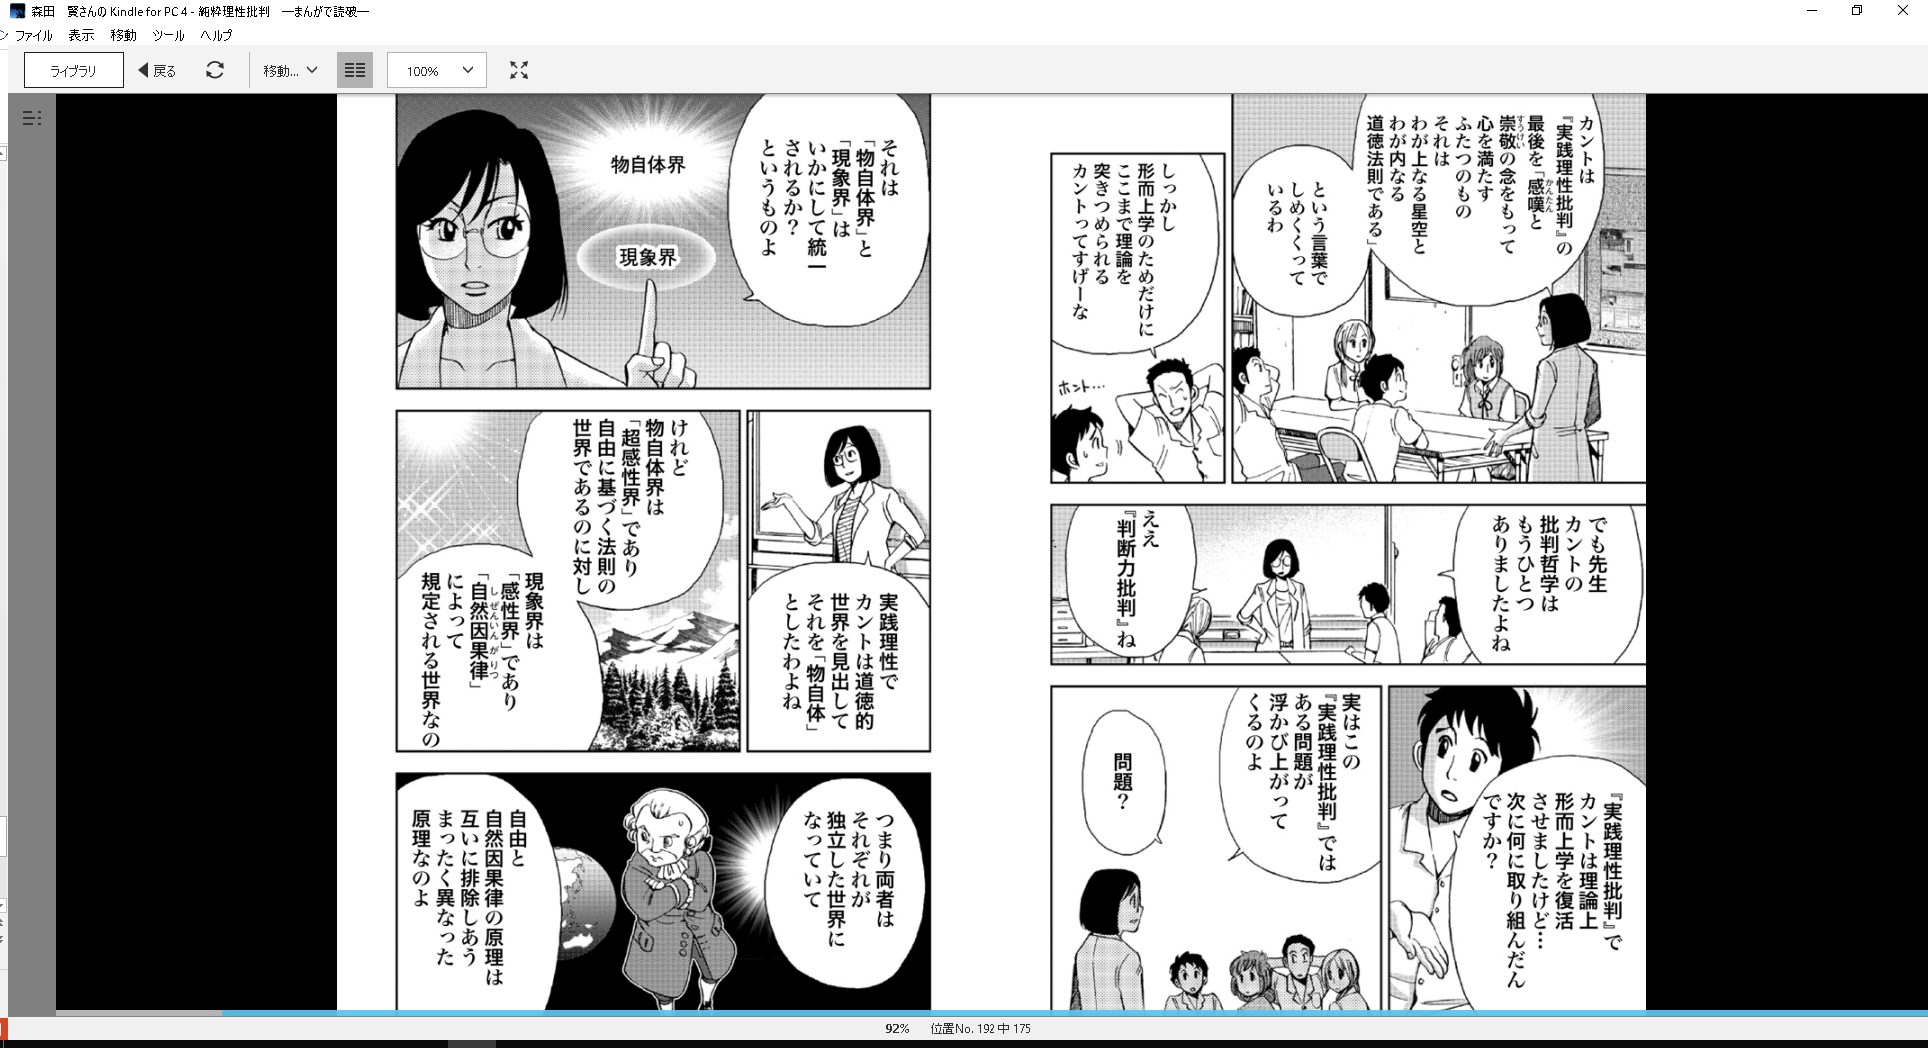 森田 賢さんの Kindle for PC 4 - 純粋理性批判 ―まんがで読破―
ファイル 表示 移動 ツール ヘルプ
ライブラリ 戻る 移動... 100%
カントは
『実践理性批判』の
最後を「感嘆と
かんたん
崇敬の念をもって
すうけい
心を満たす
ふたつのもの
それは
わが上なる星空と
わが内なる
道徳法則である」
という言葉で
しめくくって
いるわ
しっかし
形而上学のためだけに
ここまで理論を
突きつめられる
カントってすげーな
ホント…
でも先生
カントの
批判哲学は
もうひとつ
ありましたよね
ええ
『判断力批判』ね
『実践理性批判』で
カントは理論上
形而上学を復活
させましたけど…
次に何に取り組んだん
ですか？
実はこの
『実践理性批判』では
ある問題が
浮かび上がって
くるのよ
問題？
それは
「物自体界」と
「現象界」は
いかにして統一
されるか？
というものよ
物自体界
現象界
実践理性で
カントは道徳的
世界を見出して
それを「物自体」
としたわよね
けれど
物自体界は
「超感性界」であり
自由に基づく法則の
世界であるのに対し
現象界は
「感性界」であり
「自然因果律」
しぜんいんがりつ
によって
規定される世界なの
つまり両者は
それぞれが
独立した世界に
なっていて
自由と
自然因果律の原理は
互いに排除しあう
まったく異なった
原理なのよ
92% 位置No. 192 中 175